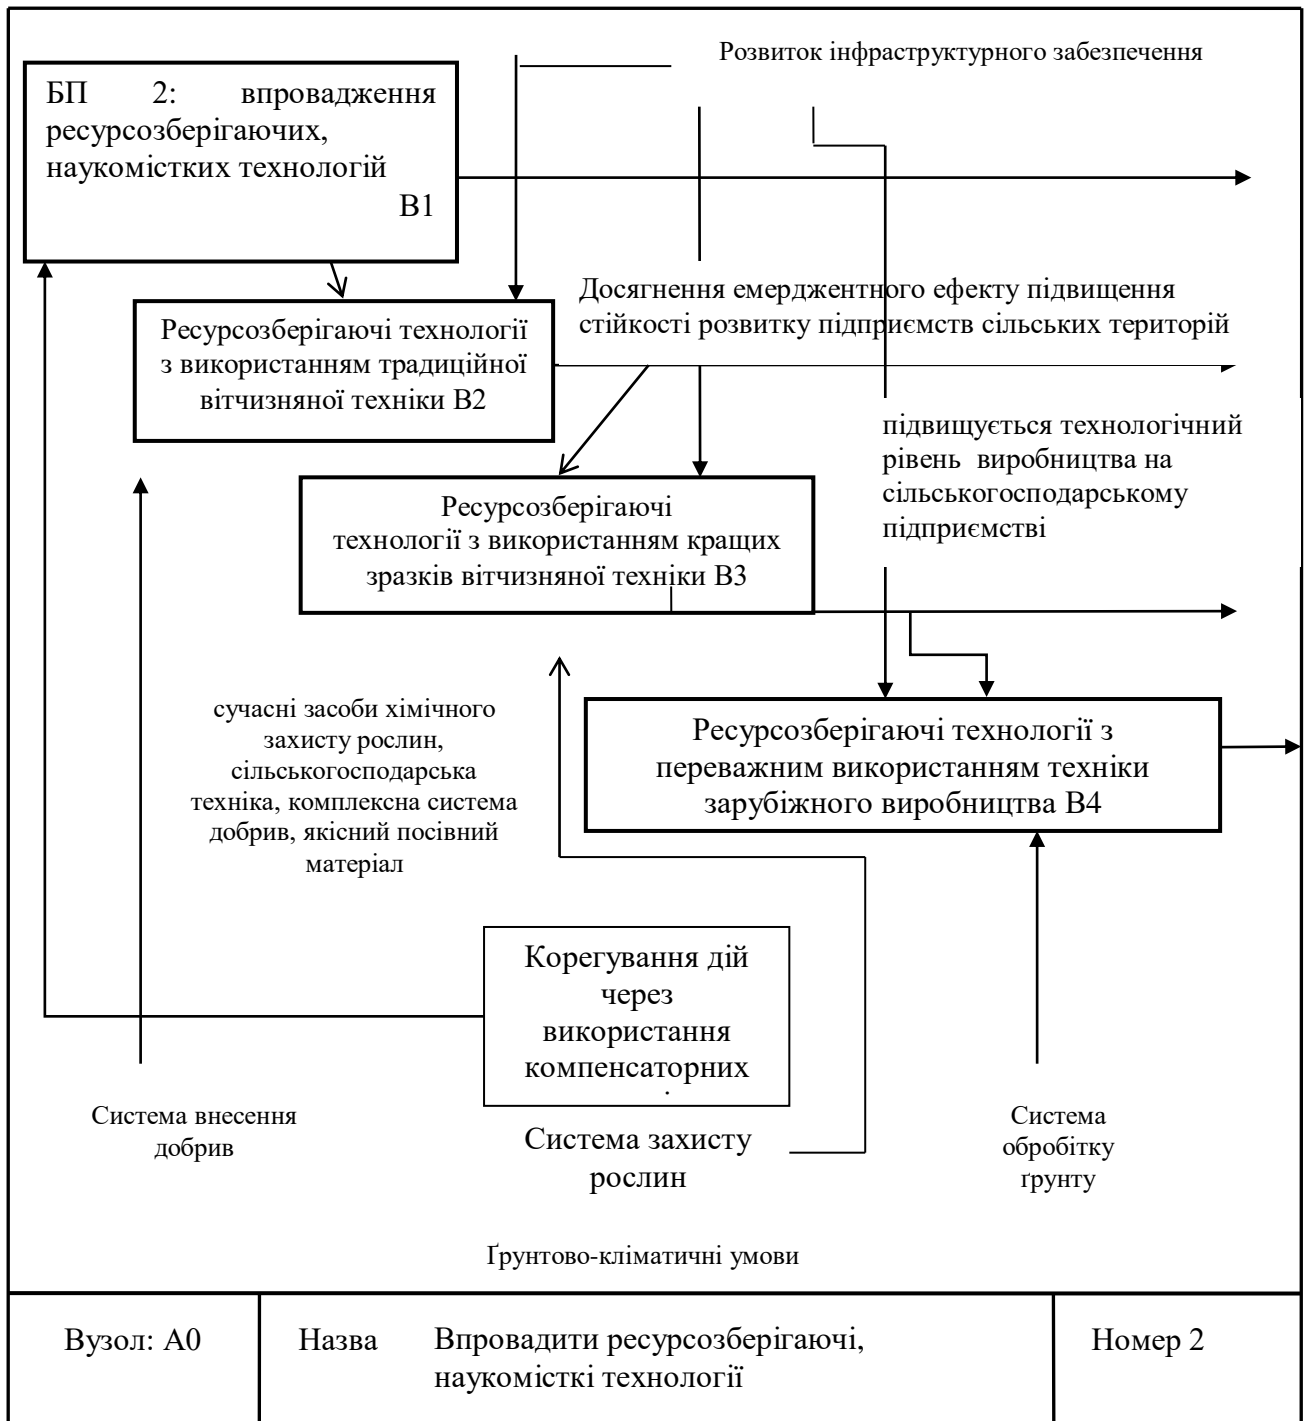 Розвиток інфраструктурного забезпечення
БП 2: впровадження
ресурсозберігаючих,
наукомістких технологій
В1
Досягнення емерджентного ефекту підвищення
стійкості розвитку підприємств сільських територій
Ресурсозберігаючі технології
з використанням традиційної
вітчизняної техніки В2
підвищується технологічний
рівень виробництва на
сільськогосподарському
підприємстві
Ресурсозберігаючі
технології з використанням кращих
зразків вітчизняної техніки В3
сучасні засоби хімічного
захисту рослин,
сільськогосподарська
техніка, комплексна система
добрив, якісний посівний
матеріал
Ресурсозберігаючі технології з
переважним використанням техніки
зарубіжного виробництва В4
Корегування дій
через
використання
компенсаторних
Система внесення
добрив
Система захисту
рослин
Система
обробітку
ґрунту
Ґрунтово-кліматичні умови
Вузол: А0
Назва
Впровадити ресурсозберігаючі,
наукомісткі технології
Номер 2